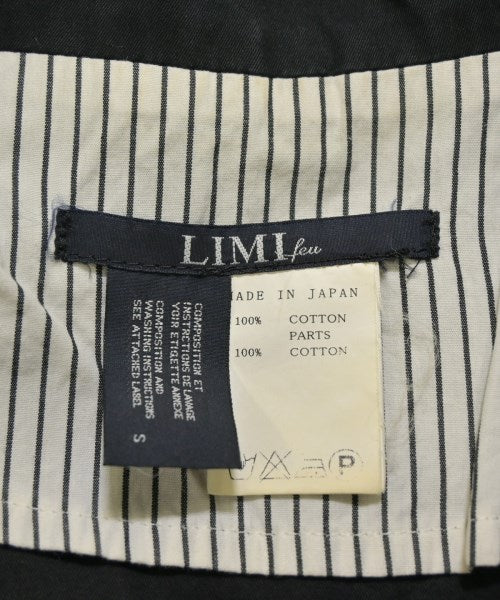 LIMI feu
COMPOSITION ET
INSTRUCTIONS DE LAVAGE
VOIR ETIQUETTE ANNEXE
COMPOSITION AND
WASHING INSTRUCTIONS
SEE ATTACHED LABEL
S
MADE IN JAPAN
100% COTTON
PARTS
100% COTTON
P